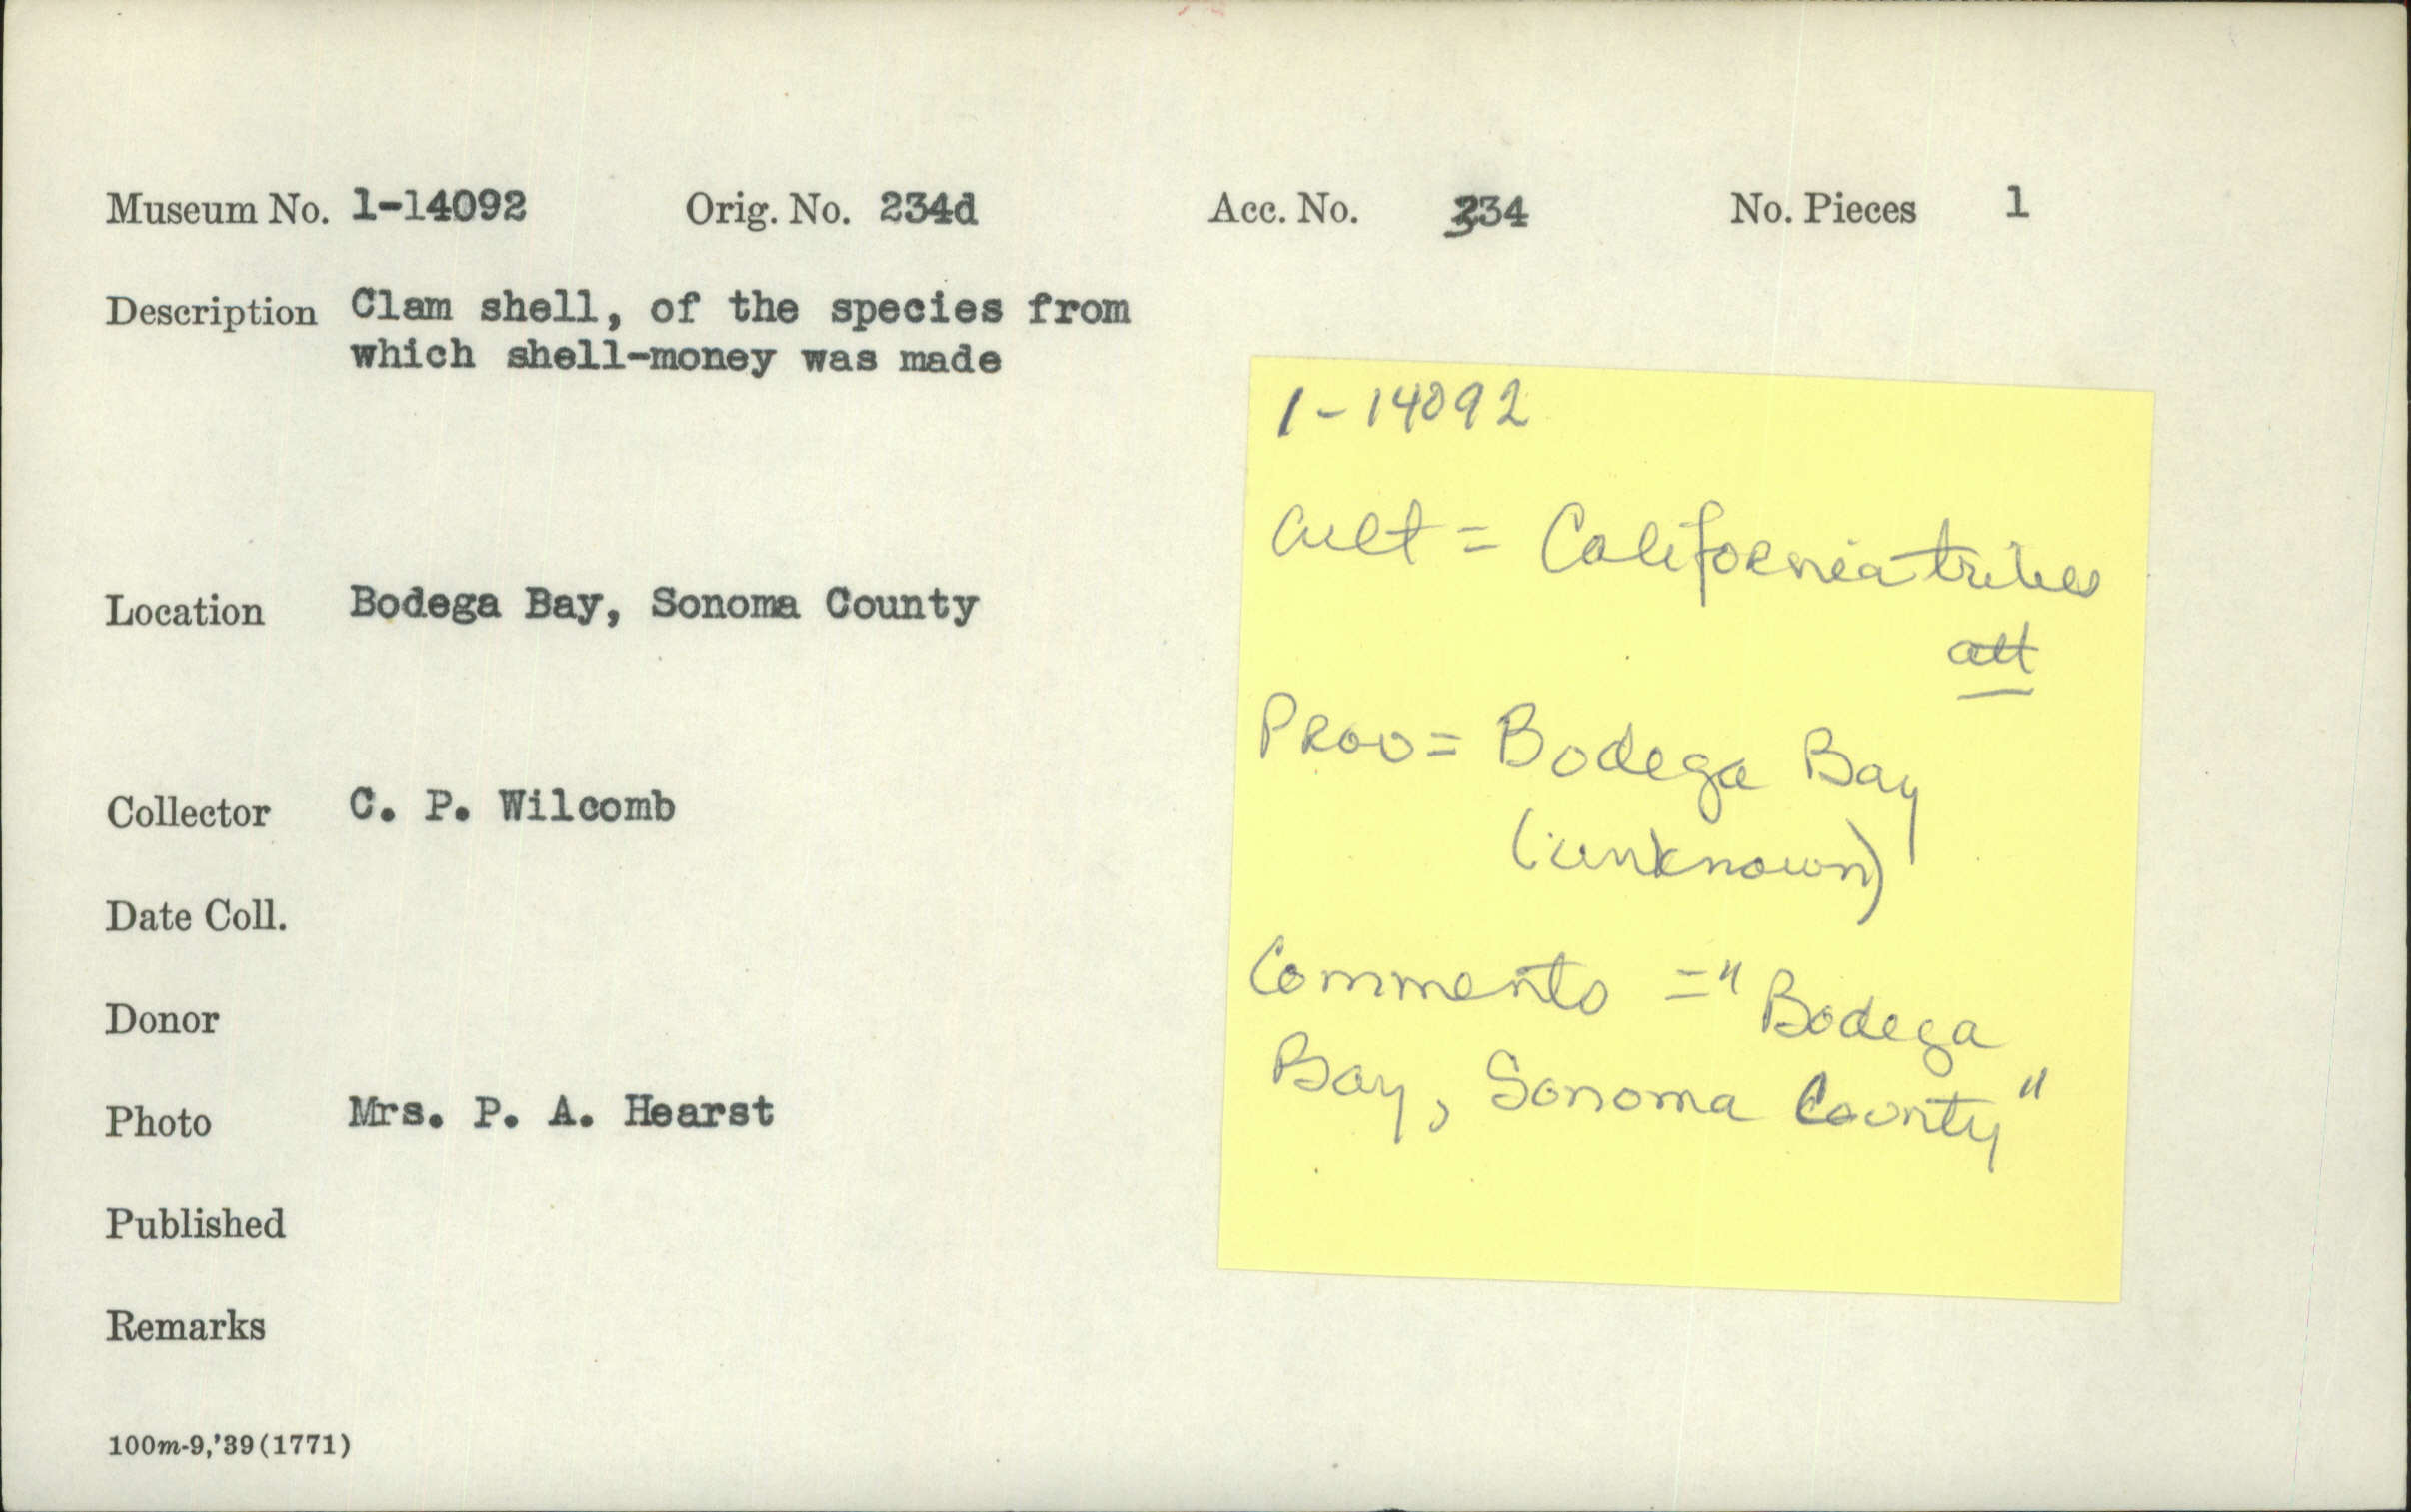 Museum No. 1-14092 Orig. No. 234d Acc. No. 334 No. Pieces 1
Description Clam shell, of the species from
which shell-money was made
Location Bodega Bay, Sonoma County
Collector C. P. Wilcomb
Date Coll.
Donor
Photo Mrs. P. A. Hearst
Published
Remarks
100m-9,'39(1771)
1-14092
Cult = California tribes
att
Prov = Bodega Bay
(unknown)
Comments = "Bodega
Bay, Sonoma County"